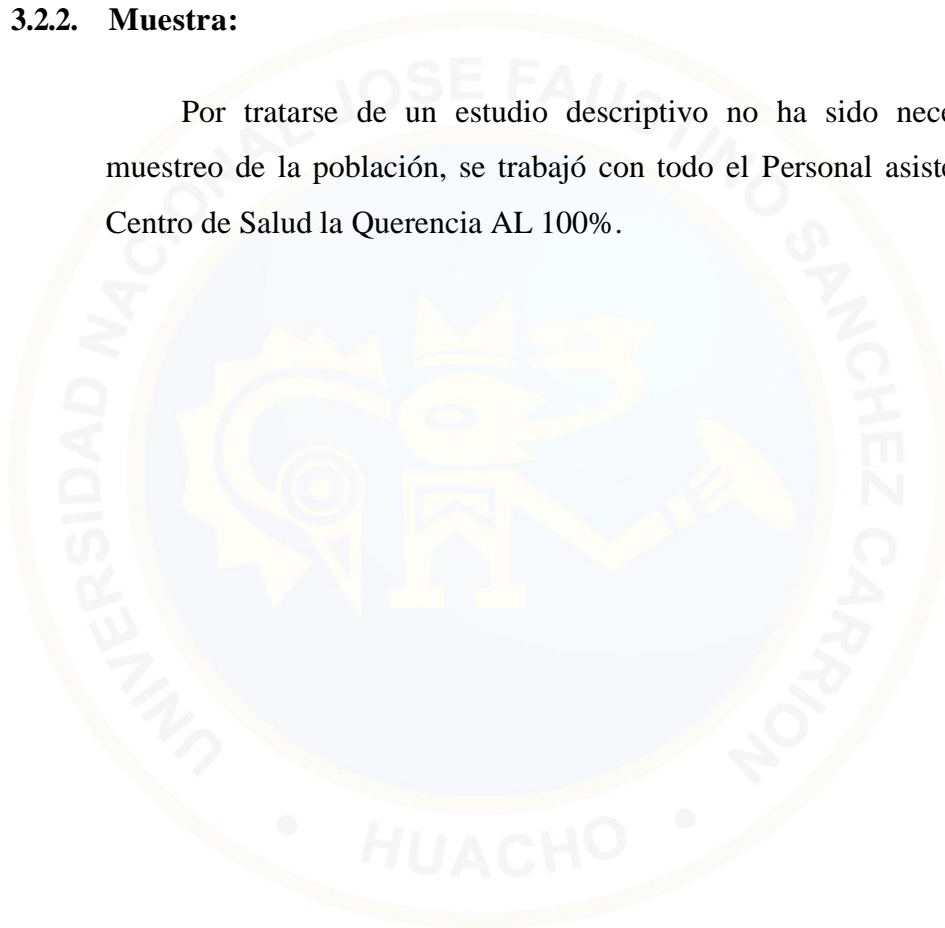 3.2.2. Muestra:
Por tratarse de un estudio descriptivo no ha sido
muestreo de la población, se trabajó con todo el Personal
Centro de Salud la Querencia AL 100%.
UNIVERSIDAD NACIONAL JOSE FAUSTINO SANCHEZ CARRION
• HUACHO •